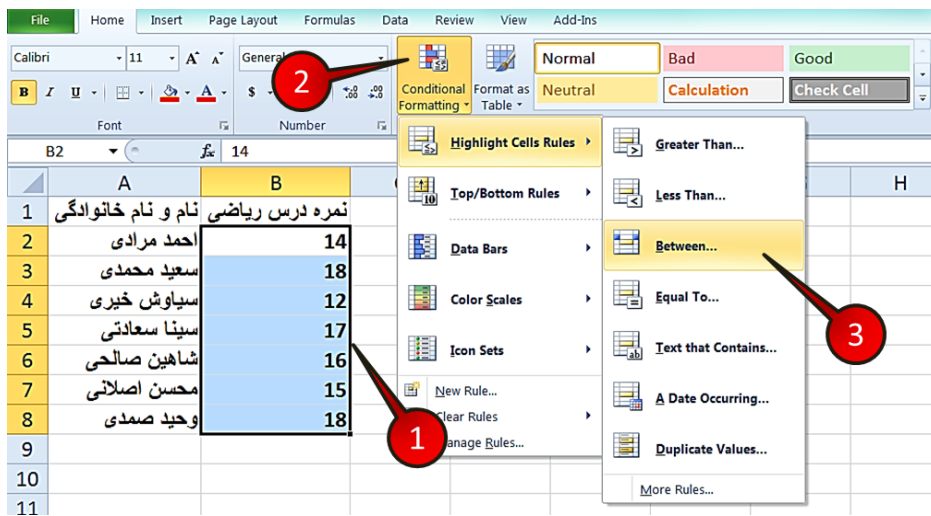 File Home Insert Page Layout Formulas Data Review View Add-Ins
Calibri 11 A A General Normal Bad Good
B I U A $ .00 Conditional Formatting Format as Table Neutral Calculation Check Cell
Font Number
B2 fx 14
Highlight Cells Rules
Top/Bottom Rules
Data Bars
Color Scales
Icon Sets
New Rule...
Clear Rules
Manage Rules...
Greater Than...
Less Than...
Between...
Equal To...
Text that Contains...
A Date Occurring...
Duplicate Values...
More Rules...
A B H
1 نام و نام خانوادگی نمره درس ریاضی
2 احمد مرادی 14
3 سعید محمدی 18
4 سیاوش خیری 12
5 سینا سعادتی 17
6 شاهین صالحی 16
7 محسن اصلانی 15
8 وحید صمدی 18
9
10
11
2
3
1